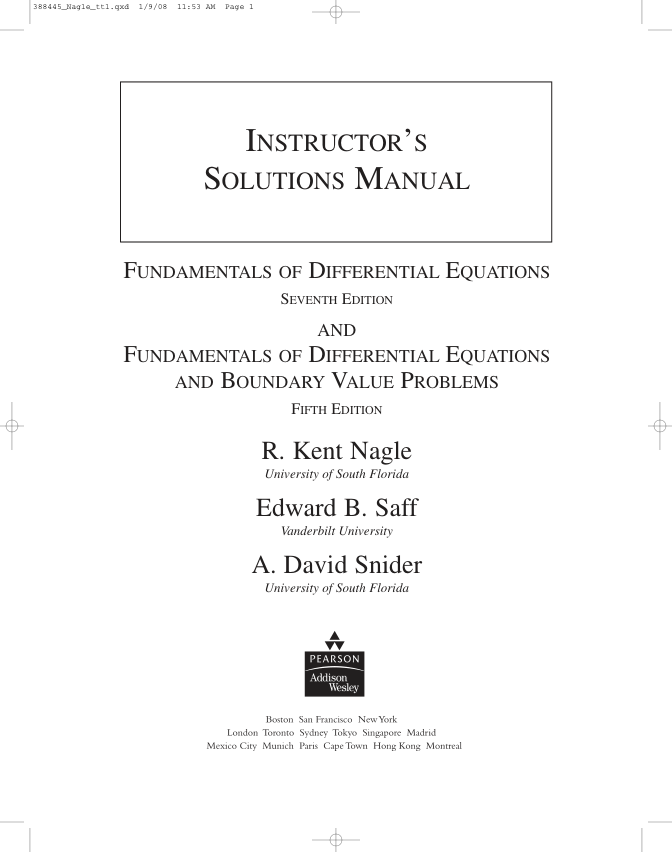 388445_Nagle_ttl.qxd 1/9/08 11:53 AM Page 1
INSTRUCTOR'S
SOLUTIONS MANUAL
FUNDAMENTALS OF DIFFERENTIAL EQUATIONS
SEVENTH EDITION
AND
FUNDAMENTALS OF DIFFERENTIAL EQUATIONS
AND BOUNDARY VALUE PROBLEMS
FIFTH EDITION
R. Kent Nagle
University of South Florida
Edward B. Saff
Vanderbilt University
A. David Snider
University of South Florida
PEARSON
Addison
Wesley
Boston San Francisco New York
London Toronto Sydney Tokyo Singapore Madrid
Mexico City Munich Paris Cape Town Hong Kong Montreal